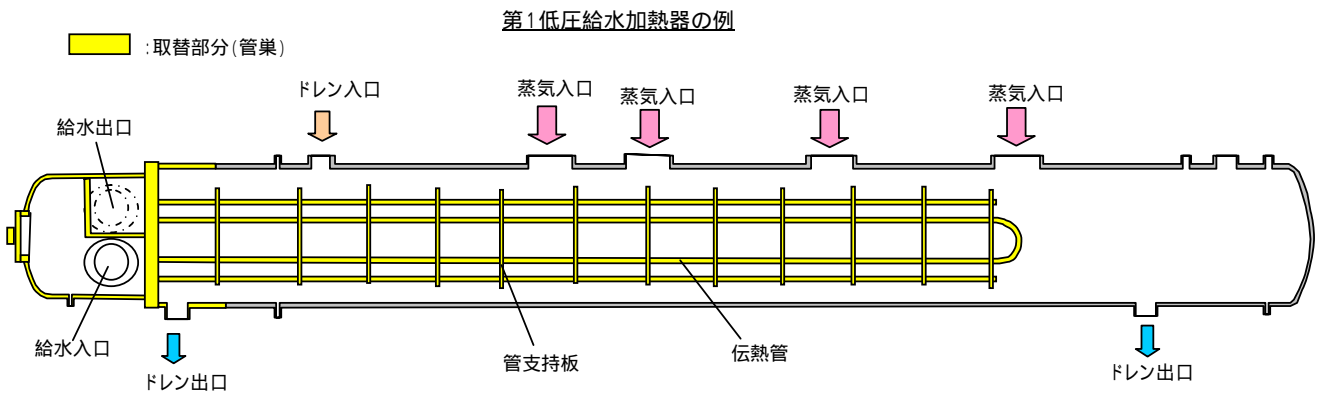 第1低圧給水加熱器の例
:取替部分(管巣)
ドレン入口
蒸気入口
蒸気入口
蒸気入口
蒸気入口
給水出口
給水入口
ドレン出口
管支持板
伝熱管
ドレン出口